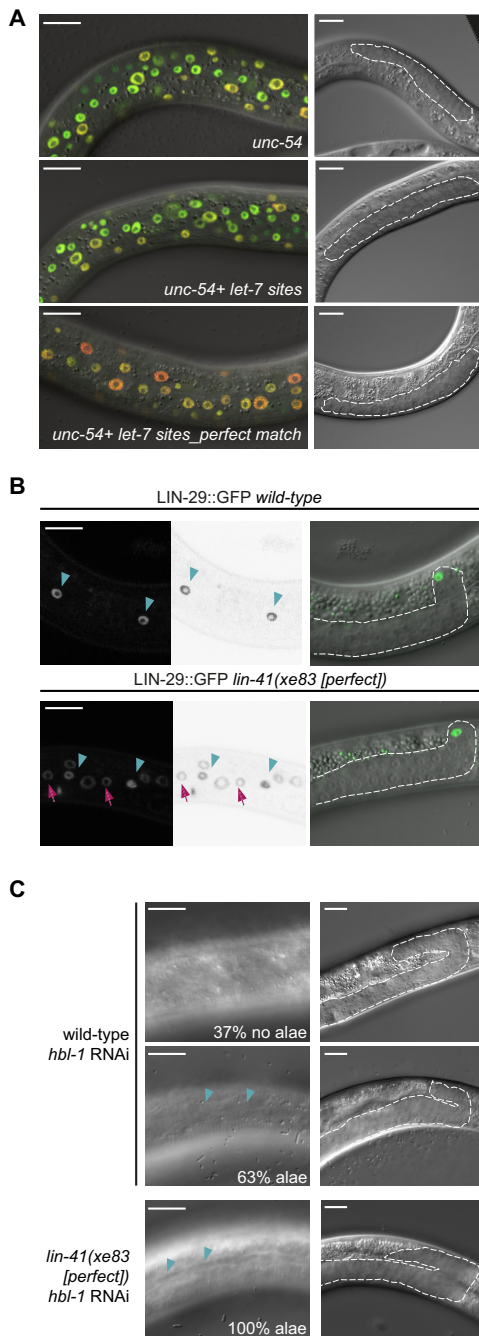 A
unc-54
unc-54+ let-7 sites
unc-54+ let-7 sites_perfect match
B
LIN-29::GFP wild-type
LIN-29::GFP lin-41(xe83 [perfect])
C
wild-type
hbl-1 RNAi
37% no alae
63% alae
lin-41(xe83
[perfect])
hbl-1 RNAi
100% alae